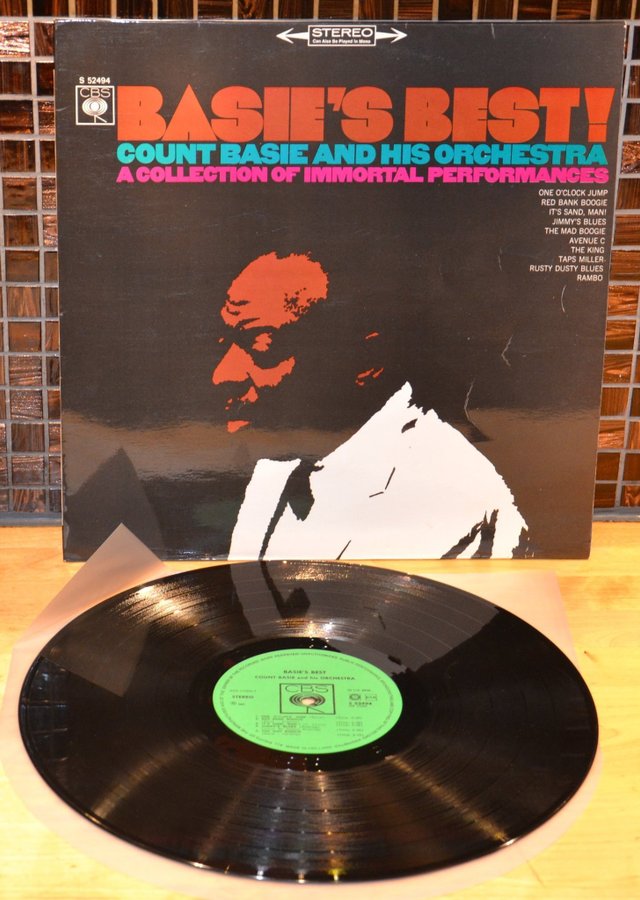 STEREO
Can Also Be Played in Mono
S 52494
CBS
BASIE'S BEST!
COUNT BASIE AND HIS ORCHESTRA
A COLLECTION OF IMMORTAL PERFORMANCES
ONE O'CLOCK JUMP
RED BANK BOOGIE
IT'S SAND, MAN!
JIMMY'S BLUES
THE MAD BOOGIE
AVENUE C
THE KING
TAPS MILLER
RUSTY DUSTY BLUES
RAMBO
BASIE'S BEST
COUNT BASIE and his ORCHESTRA
CBS
STEREO
S 52494